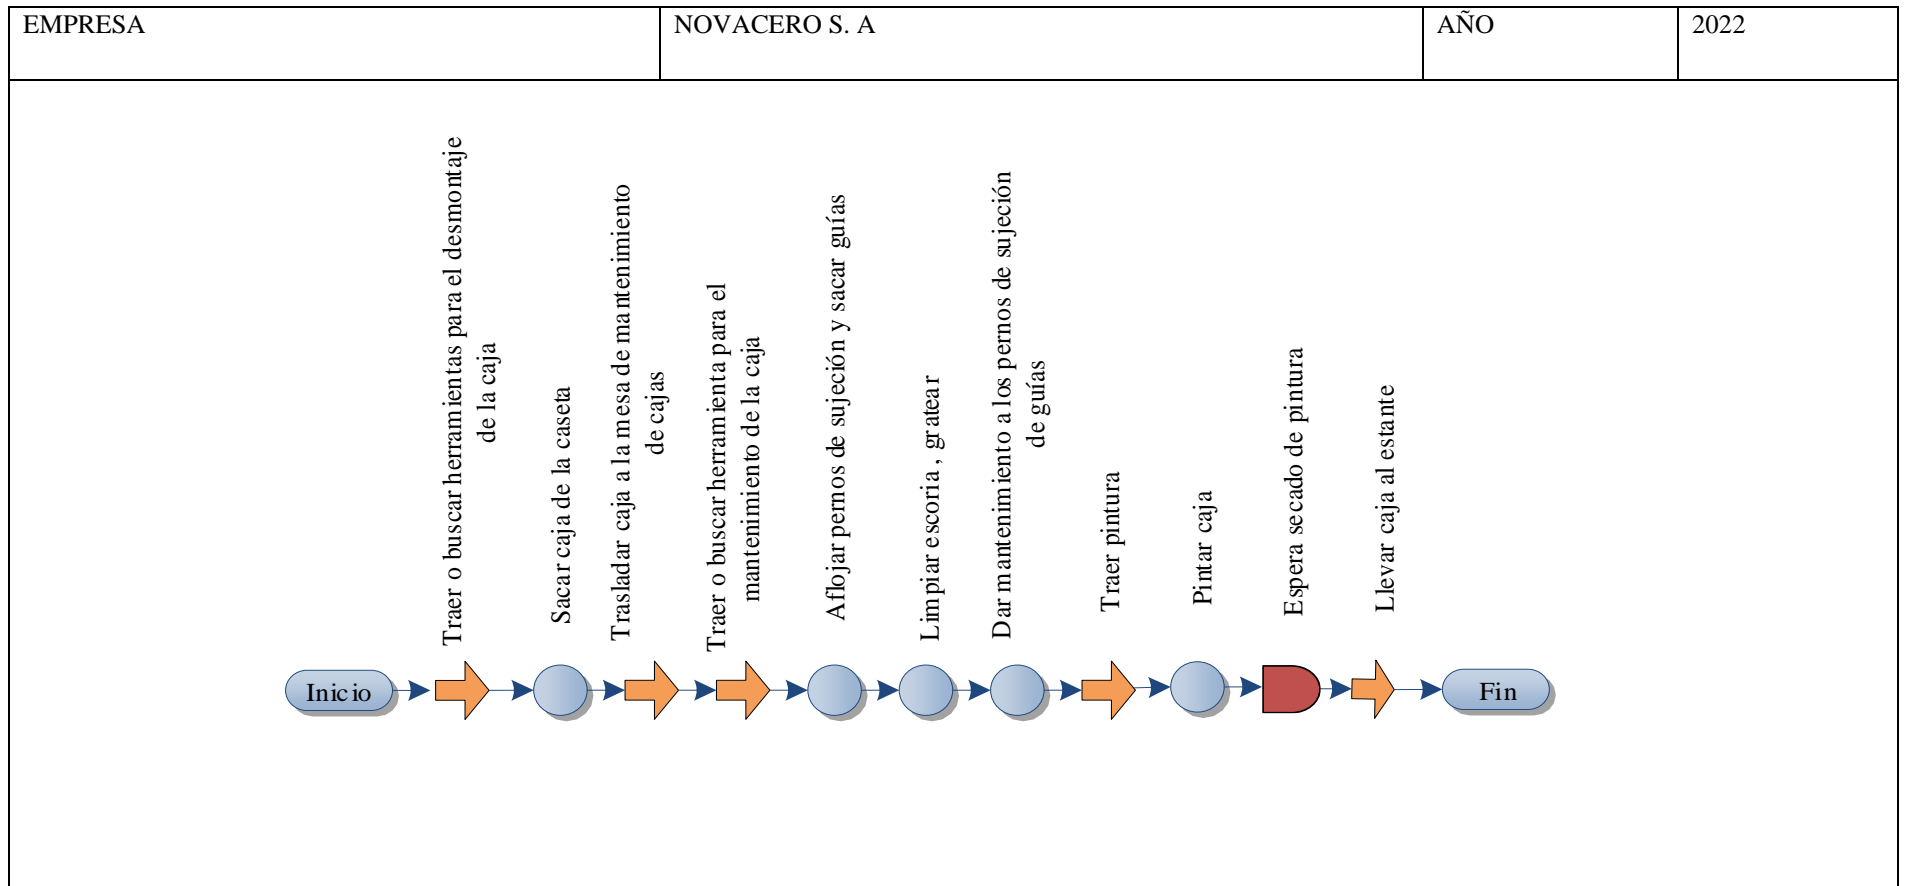 EMPRESA
NOVACERO S. A
AÑO
2022
Traer o buscar herramientas para el desmontaje
de la caja
Sacar caja de la caseta
Trasladar caja a la mesa de mantenimiento
de cajas
Traer o buscar herramienta para el
mantenimiento de la caja
Aflojar pernos de sujeción y sacar guías
Limpiar escoria , gratear
Dar mantenimiento a los pernos de sujeción
de guías
Traer pintura
Pintar caja
Espera secado de pintura
Llevar caja al estante
Inicio
Fin